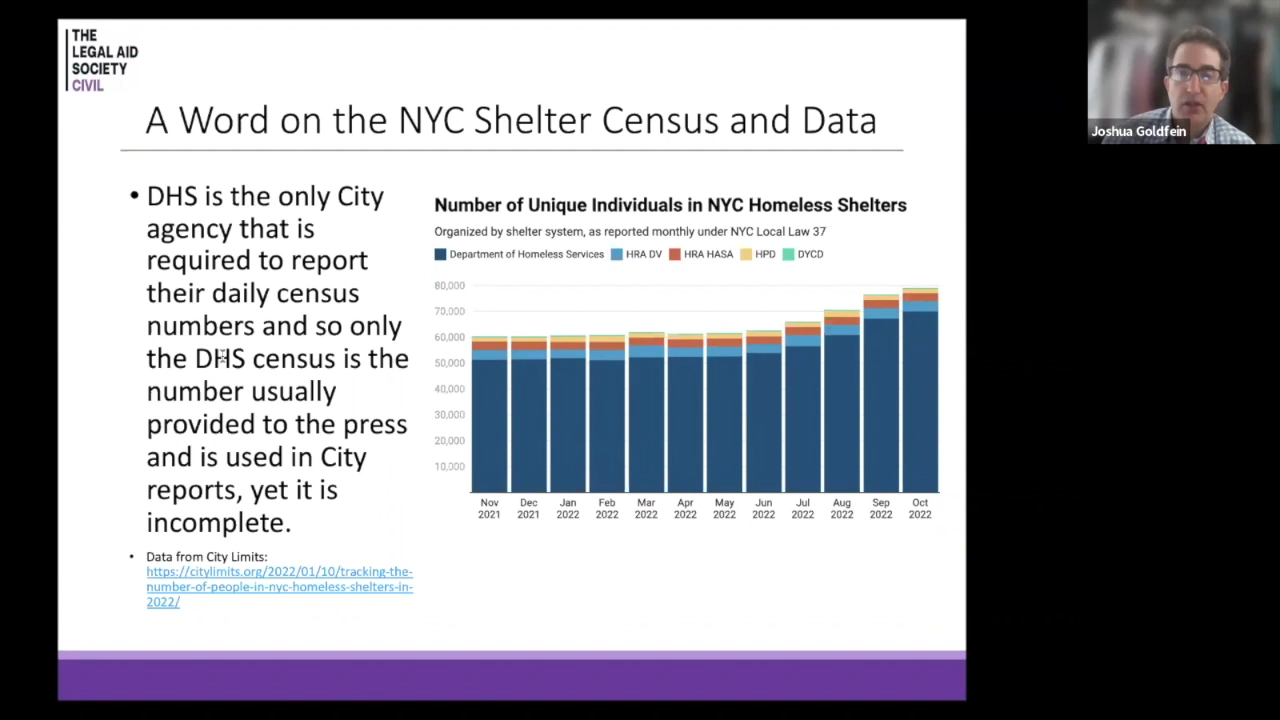 THE
LEGAL AID
SOCIETY
CIVIL
A Word on the NYC Shelter Census and Data
• DHS is the only City
agency that is
required to report
their daily census
numbers and so only
the DHS census is the
number usually
provided to the press
and is used in City
reports, yet it is
incomplete.
• Data from City Limits:
https://citylimits.org/2022/01/10/tracking-the-
number-of-people-in-nyc-homeless-shelters-in-
2022/
Number of Unique Individuals in NYC Homeless Shelters
Organized by shelter system, as reported monthly under NYC Local Law 37
Department of Homeless Services HRA DV HRA HASA HPD DYCD
80,000
70,000
60,000
50,000
40,000
30,000
20,000
10,000
Nov Dec Jan Feb Mar Apr May Jun Jul Aug Sep Oct
2021 2021 2022 2022 2022 2022 2022 2022 2022 2022 2022 2022
Joshua Goldfein